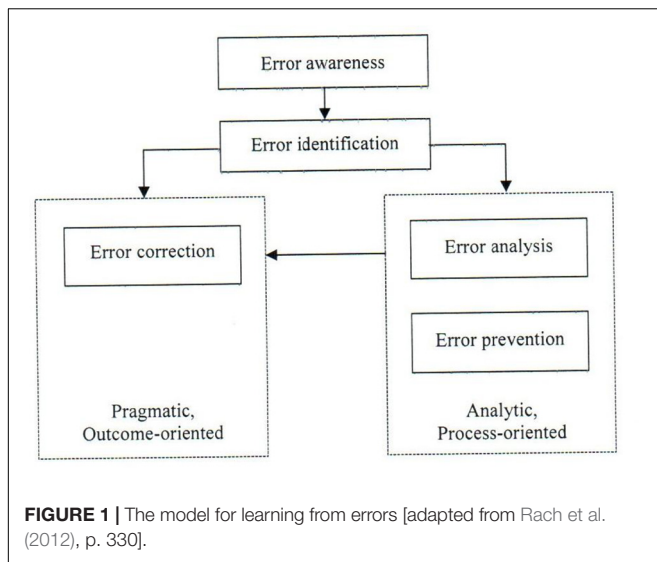 Error awareness
Error identification
Error correction
Error analysis
Error prevention
Pragmatic,
Outcome-oriented
Analytic,
Process-oriented
FIGURE 1 | The model for learning from errors [adapted from Rach et al.
(2012), p. 330].